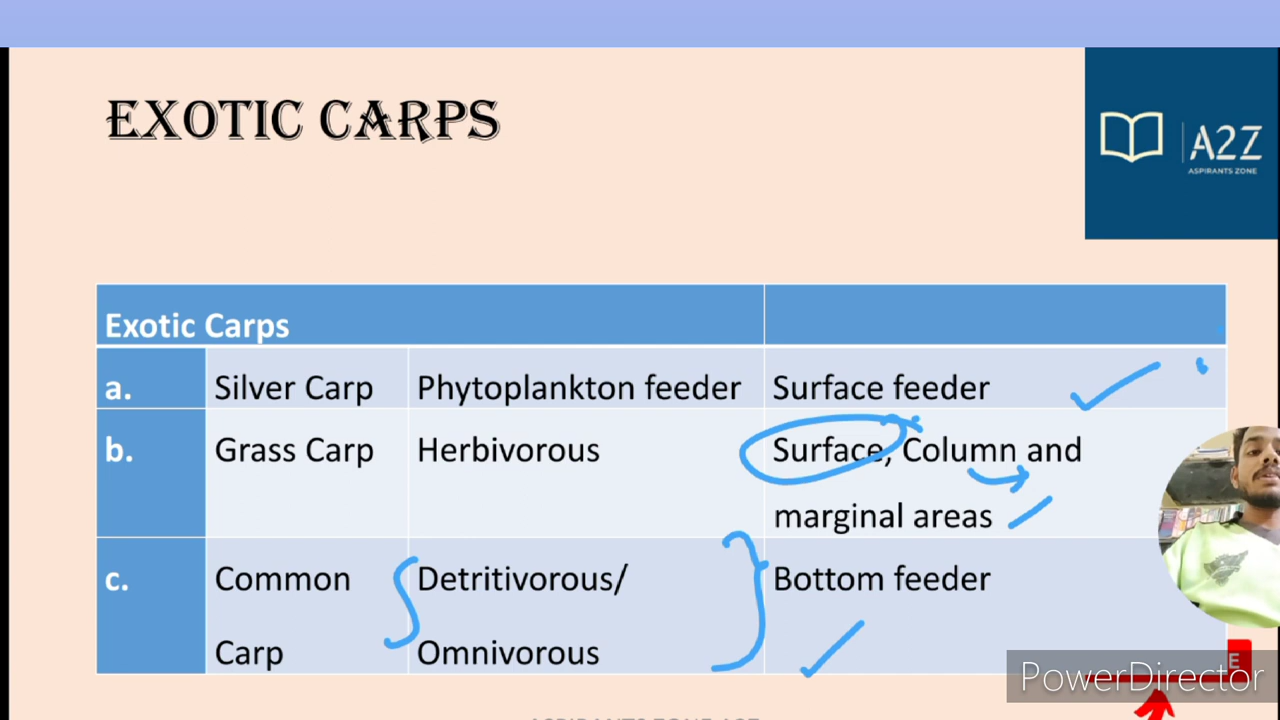 EXOTIC CARPS
A2Z
ASPIRANTS ZONE
Exotic Carps
a. Silver Carp Phytoplankton feeder Surface feeder
b. Grass Carp Herbivorous Surface, Column and
marginal areas
c. Common Detritivorous/ Bottom feeder
Carp Omnivorous
E
PowerDirector